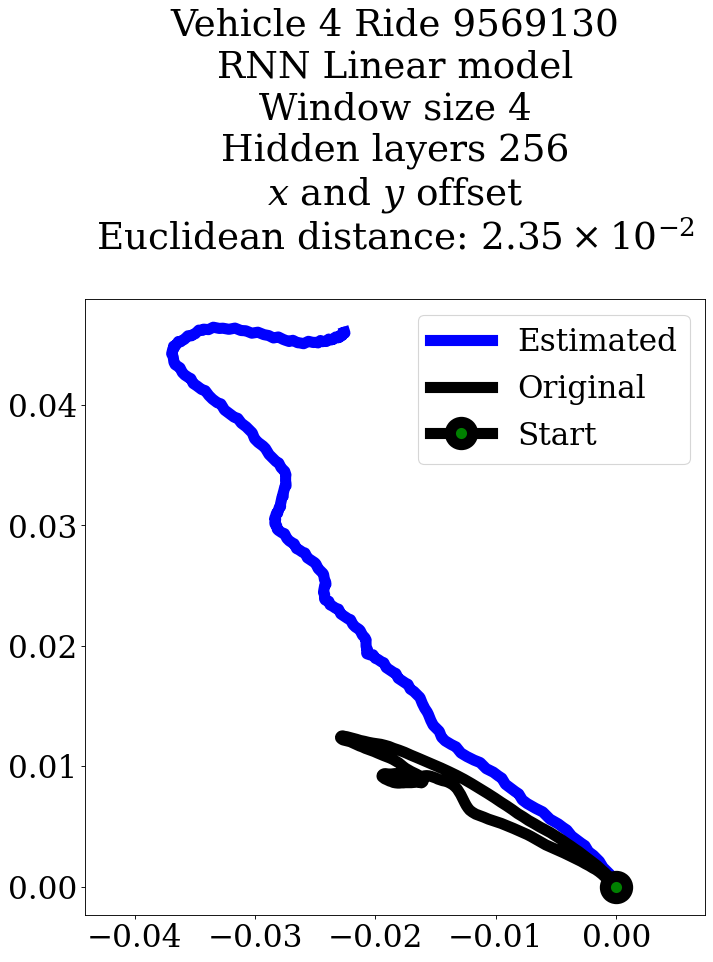 Vehicle 4 Ride 9569130
RNN Linear model
Window size 4
Hidden layers 256
x and y offset
Euclidean distance: 2.35 × 10⁻²
Estimated
Original
Start
0.04
0.03
0.02
0.01
0.00
−0.04 −0.03 −0.02 −0.01 0.00